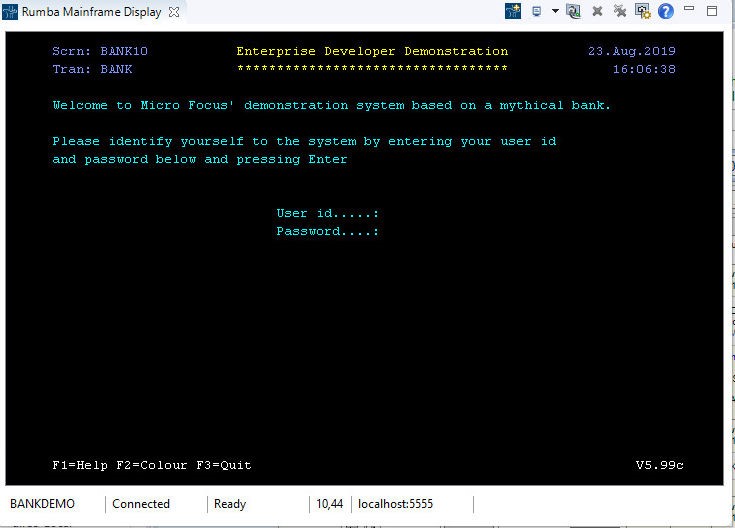 Rumba Mainframe Display
Scrn: BANK10 Enterprise Developer Demonstration 23.Aug.2019
Tran: BANK ********************************** 16:06:38
Welcome to Micro Focus' demonstration system based on a mythical bank.
Please identify yourself to the system by entering your user id
and password below and pressing Enter
User id.....:
Password....:
F1=Help F2=Colour F3=Quit V5.99c
BANKDEMO Connected Ready 10,44 localhost:5555